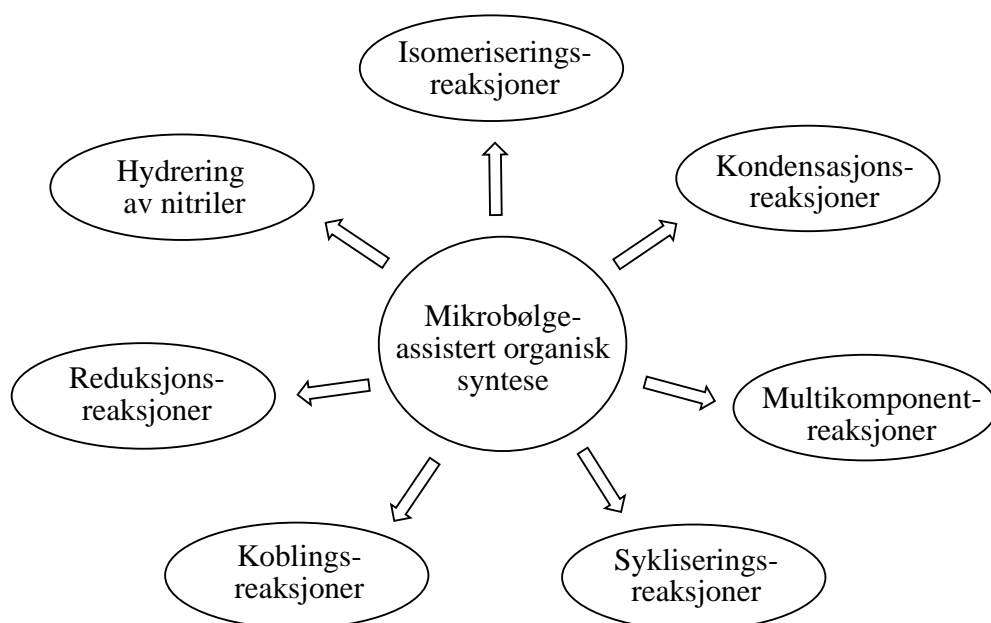 Isomeriserings-
reaksjoner
Hydrering
av nitriler
Kondensasjons-
reaksjoner
Mikrobølge-
assistert organisk
syntese
Reduksjons-
reaksjoner
Multikomponent-
reaksjoner
Koblings-
reaksjoner
Sykliserings-
reaksjoner